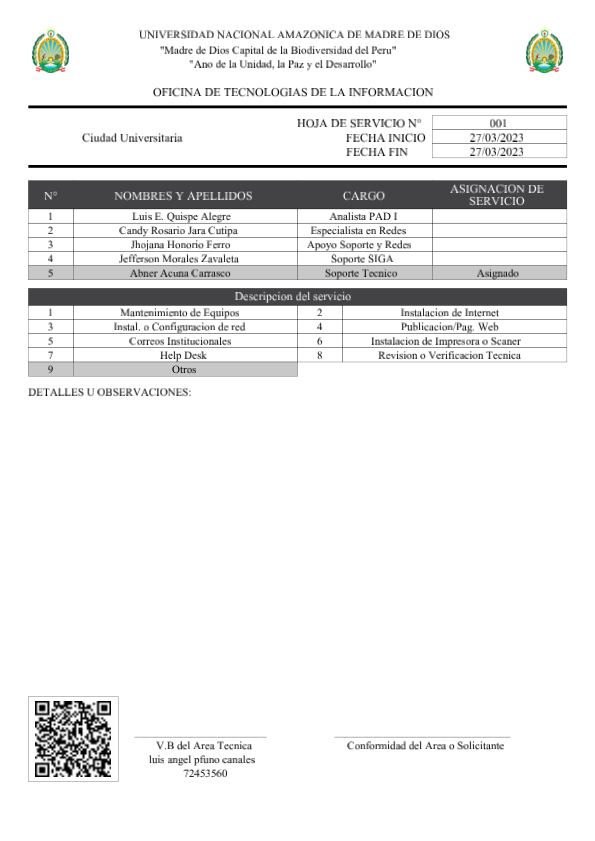 UNIVERSIDAD NACIONAL AMAZONICA DE MADRE DE DIOS
"Madre de Dios Capital de la Biodiversidad del Peru"
"Ano de la Unidad, la Paz y el Desarrollo"
OFICINA DE TECNOLOGIAS DE LA INFORMACION
HOJA DE SERVICIO N° 001
Ciudad Universitaria FECHA INICIO 27/03/2023
FECHA FIN 27/03/2023
N° NOMBRES Y APELLIDOS CARGO ASIGNACION DE SERVICIO
1 Luis E. Quispe Alegre Analista PAD I
2 Candy Rosario Jara Cutipa Especialista en Redes
3 Jhojana Honorio Ferro Apoyo Soporte y Redes
4 Jefferson Morales Zavaleta Soporte SIGA
5 Abner Acuna Carrasco Soporte Tecnico Asignado
Descripcion del servicio
1 Mantenimiento de Equipos 2 Instalacion de Internet
3 Instal. o Configuracion de red 4 Publicacion/Pag. Web
5 Correos Institucionales 6 Instalacion de Impresora o Scaner
7 Help Desk 8 Revision o Verificacion Tecnica
9 Otros
DETALLES U OBSERVACIONES:
V.B del Area Tecnica Conformidad del Area o Solicitante
luis angel pfuno canales
72453560